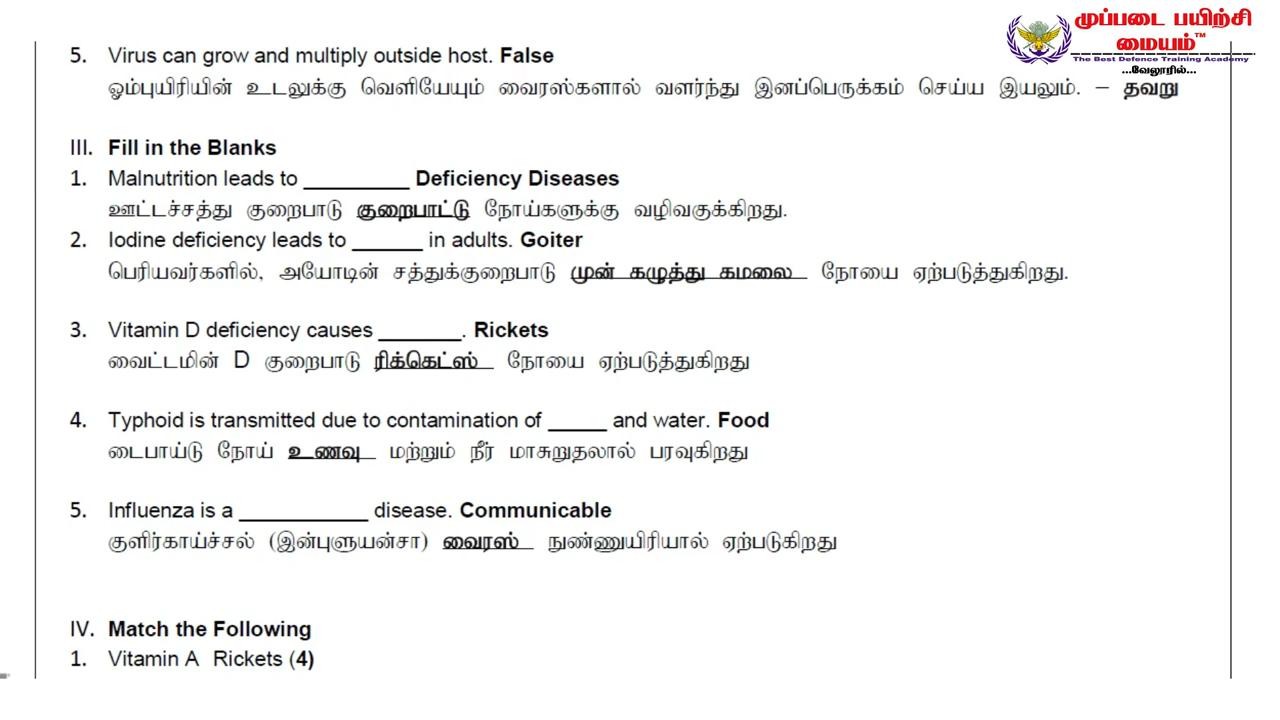 முப்படை பயிற்சி
மையம்™
The Best Defence Training Academy
...வேலூரில்...
5. Virus can grow and multiply outside host. False
ஓம்புயிரியின் உடலுக்கு வெளியேயும் வைரஸ்களால் வளர்ந்து இனப்பெருக்கம் செய்ய இயலும். – தவறு
III. Fill in the Blanks
1. Malnutrition leads to _________ Deficiency Diseases
ஊட்டச்சத்து குறைபாடு குறைபாட்டு நோய்களுக்கு வழிவகுக்கிறது.
2. Iodine deficiency leads to ______ in adults. Goiter
பெரியவர்களில், அயோடின் சத்துக்குறைபாடு முன் கழுத்து கமலை நோயை ஏற்படுத்துகிறது.
3. Vitamin D deficiency causes _______. Rickets
வைட்டமின் D குறைபாடு ரிக்கெட்ஸ் நோயை ஏற்படுத்துகிறது
4. Typhoid is transmitted due to contamination of _____ and water. Food
டைபாய்டு நோய் உணவு மற்றும் நீர் மாசுறுதலால் பரவுகிறது
5. Influenza is a ___________ disease. Communicable
குளிர்காய்ச்சல் (இன்புளுயன்சா) வைரஸ் நுண்ணுயிரியால் ஏற்படுகிறது
IV. Match the Following
1. Vitamin A Rickets (4)